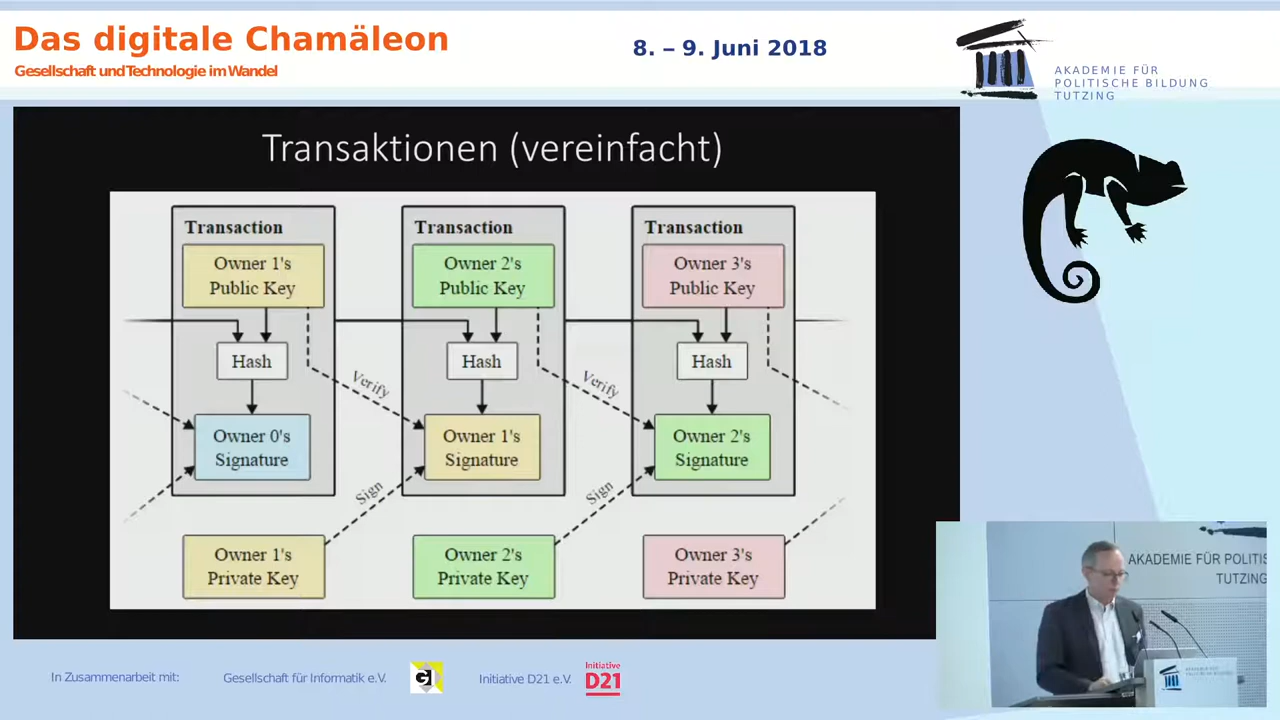 Das digitale Chamäleon
Gesellschaft und Technologie im Wandel
8. – 9. Juni 2018
AKADEMIE FÜR
POLITISCHE BILDUNG
TUTZING
Transaktionen (vereinfacht)
Transaction
Owner 1's
Public Key
Hash
Owner 0's
Signature
Owner 1's
Private Key
Verify
Sign
Transaction
Owner 2's
Public Key
Hash
Owner 1's
Signature
Owner 2's
Private Key
Verify
Sign
Transaction
Owner 3's
Public Key
Hash
Owner 2's
Signature
Owner 3's
Private Key
AKADEMIE FÜR POLITIS
TUTZING
In Zusammenarbeit mit:
Gesellschaft für Informatik e.V.
GI
Initiative D21 e.V.
Initiative
D21